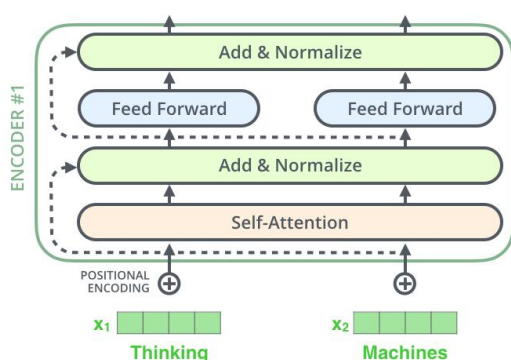 ENCODER #1
Add & Normalize
Feed Forward
Feed Forward
Add & Normalize
Self-Attention
POSITIONAL
ENCODING
x1
x2
Thinking
Machines